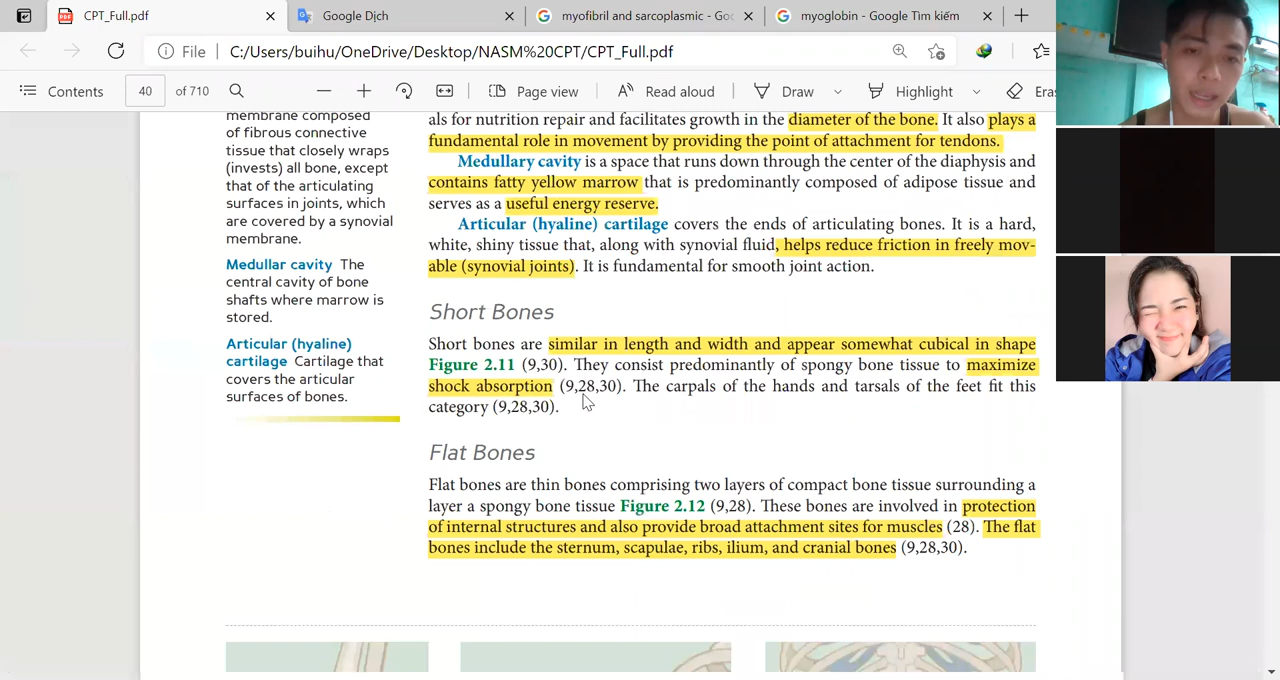 CPT_Full.pdf
Google Dịch
myofibril and sarcoplasmic - Goo
myoglobin - Google Tìm kiếm
File
C:/Users/buihu/OneDrive/Desktop/NASM%20CPT/CPT_Full.pdf
Contents
40
of 710
Page view
Read aloud
Draw
Highlight
Eras
membrane composed
of fibrous connective
tissue that closely wraps
(invests) all bone, except
that of the articulating
surfaces in joints, which
are covered by a synovial
membrane.
Medullar cavity The
central cavity of bone
shafts where marrow is
stored.
Articular (hyaline)
cartilage Cartilage that
covers the articular
surfaces of bones.
als for nutrition repair and facilitates growth in the diameter of the bone. It also plays a
fundamental role in movement by providing the point of attachment for tendons.
Medullary cavity is a space that runs down through the center of the diaphysis and
contains fatty yellow marrow that is predominantly composed of adipose tissue and
serves as a useful energy reserve.
Articular (hyaline) cartilage covers the ends of articulating bones. It is a hard,
white, shiny tissue that, along with synovial fluid, helps reduce friction in freely mov-
able (synovial joints). It is fundamental for smooth joint action.
Short Bones
Short bones are similar in length and width and appear somewhat cubical in shape
Figure 2.11 (9,30). They consist predominantly of spongy bone tissue to maximize
shock absorption (9,28,30). The carpals of the hands and tarsals of the feet fit this
category (9,28,30).
Flat Bones
Flat bones are thin bones comprising two layers of compact bone tissue surrounding a
layer a spongy bone tissue Figure 2.12 (9,28). These bones are involved in protection
of internal structures and also provide broad attachment sites for muscles (28). The flat
bones include the sternum, scapulae, ribs, ilium, and cranial bones (9,28,30).